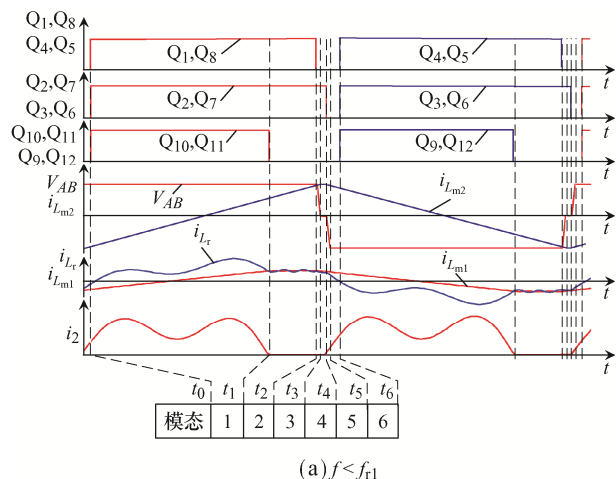 Q1,Q8
Q4,Q5
Q1,Q8
Q4,Q5
t
Q2,Q7
Q3,Q6
Q2,Q7
Q3,Q6
t
Q10,Q11
Q9,Q12
Q10,Q11
Q9,Q12
t
VAB
iLm2
VAB
iLm2
t
iLr
iLm1
iLr
iLm1
t
i2
t
t0 t1 t2 t3 t4 t5 t6
模态 1 2 3 4 5 6
(a) f<fr1